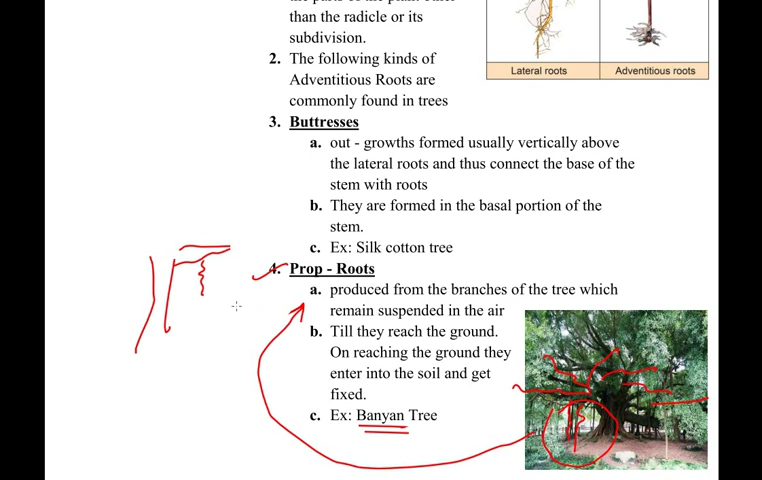 the parts of the plant other
than the radicle or its
subdivision.
2. The following kinds of
Adventitious Roots are
commonly found in trees
Lateral roots
Adventitious roots
3. Buttresses
a. out - growths formed usually vertically above
the lateral roots and thus connect the base of the
stem with roots
b. They are formed in the basal portion of the
stem.
c. Ex: Silk cotton tree
4. Prop - Roots
a. produced from the branches of the tree which
remain suspended in the air
b. Till they reach the ground.
On reaching the ground they
enter into the soil and get
fixed.
c. Ex: Banyan Tree